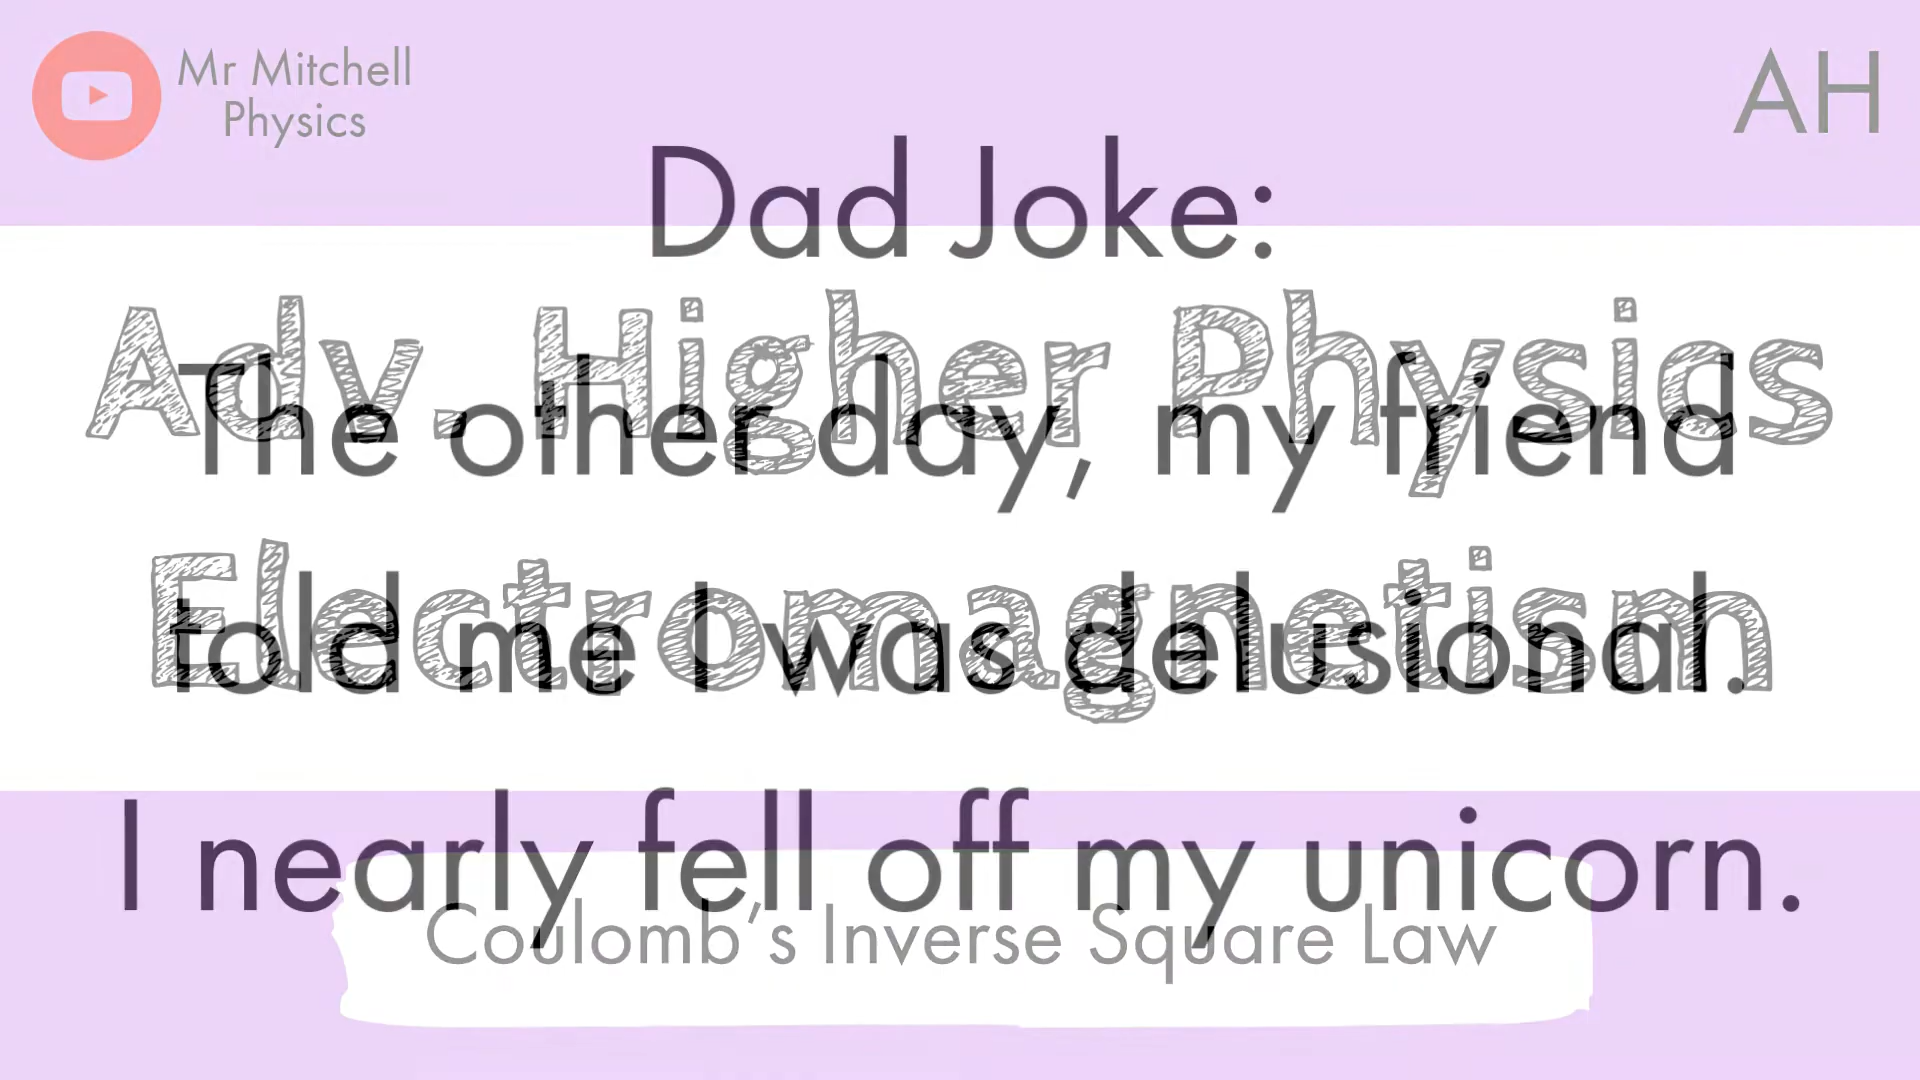 Mr Mitchell
Physics
AH
Dad Joke:
Adv. Higher Physics
The other day, my friend
Electromagnetism
told me I was delusional.
I nearly fell off my unicorn.
Coulomb's Inverse Square Law